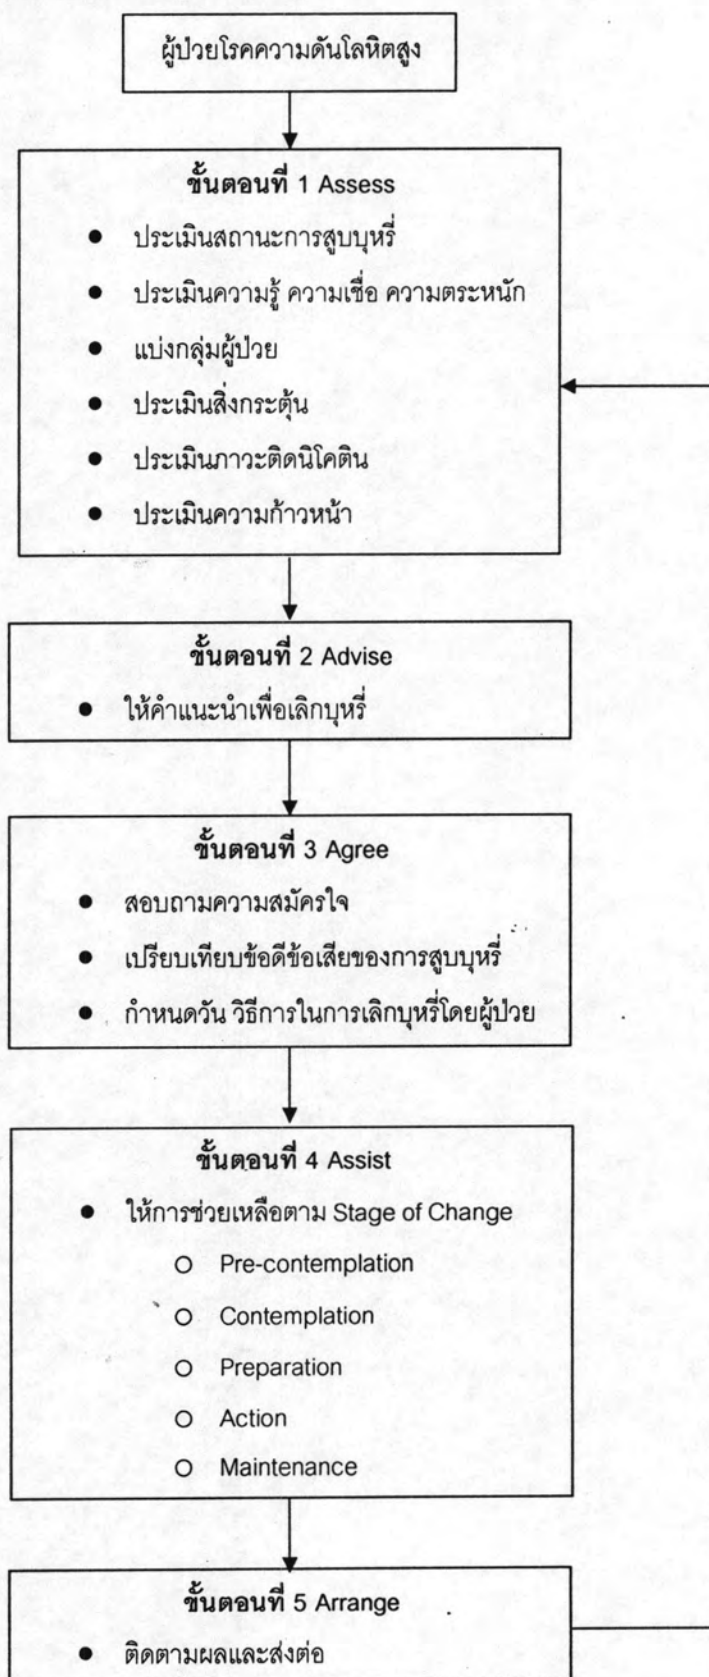 ผู้ป่วยโรคความดันโลหิตสูง
ขั้นตอนที่ 1 Assess
● ประเมินสถานะการสูบบุหรี่
● ประเมินความรู้ ความเชื่อ ความตระหนัก
● แบ่งกลุ่มผู้ป่วย
● ประเมินสิ่งกระตุ้น
● ประเมินภาวะติดนิโคติน
● ประเมินความก้าวหน้า
ขั้นตอนที่ 2 Advise
● ให้คำแนะนำเพื่อเลิกบุหรี่
ขั้นตอนที่ 3 Agree
● สอบถามความสมัครใจ
● เปรียบเทียบข้อดีข้อเสียของการสูบบุหรี่
● กำหนดวัน วิธีการในการเลิกบุหรี่โดยผู้ป่วย
ขั้นตอนที่ 4 Assist
● ให้การช่วยเหลือตาม Stage of Change
○ Pre-contemplation
○ Contemplation
○ Preparation
○ Action
○ Maintenance
ขั้นตอนที่ 5 Arrange
● ติดตามผลและส่งต่อ